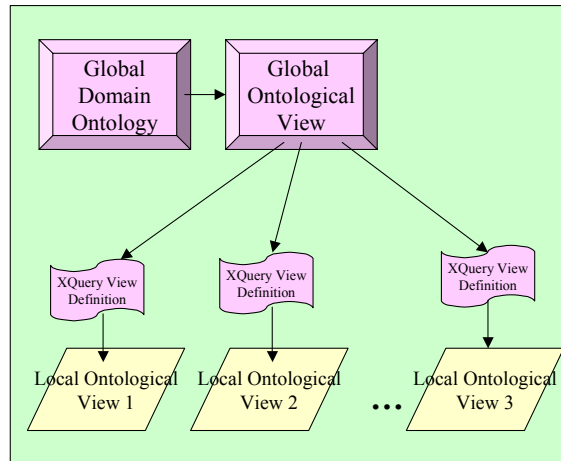 Global
Domain
Ontology
Global
Ontological
View
XQuery View
Definition
XQuery View
Definition
XQuery View
Definition
Local Ontological
View 1
Local Ontological
View 2
...
Local Ontological
View 3